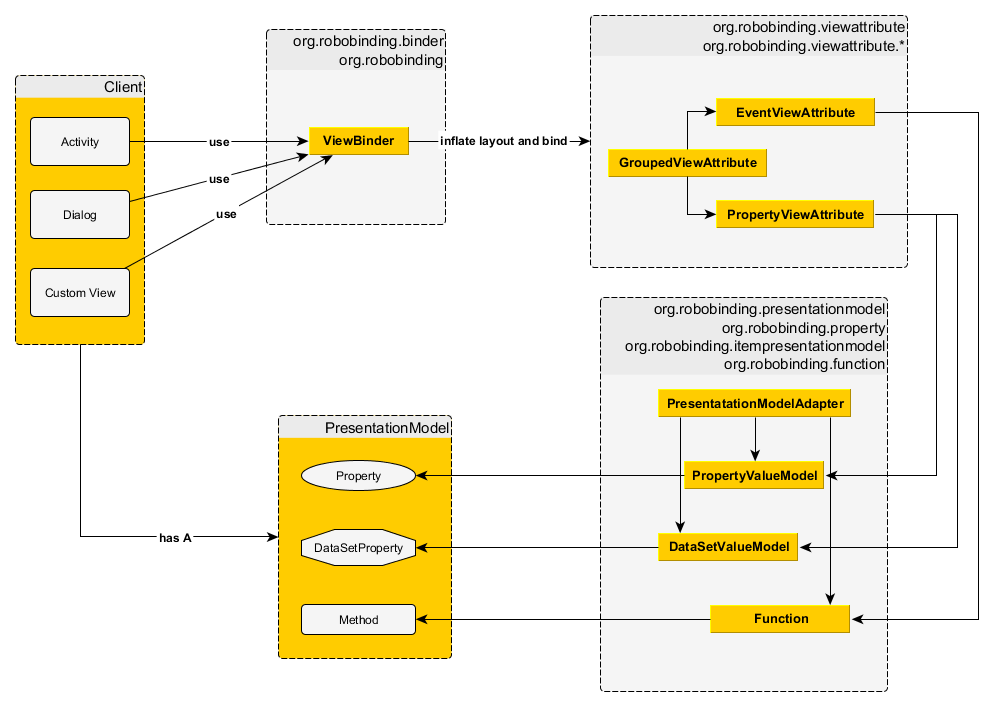 Client
Activity
Dialog
Custom View
use
use
use
org.robobinding.binder
org.robobinding
ViewBinder
inflate layout and bind
org.robobinding.viewattribute
org.robobinding.viewattribute.*
EventViewAttribute
GroupedViewAttribute
PropertyViewAttribute
has A
PresentationModel
Property
DataSetProperty
Method
org.robobinding.presentationmodel
org.robobinding.property
org.robobinding.itempresentationmodel
org.robobinding.function
PresentatationModelAdapter
PropertyValueModel
DataSetValueModel
Function